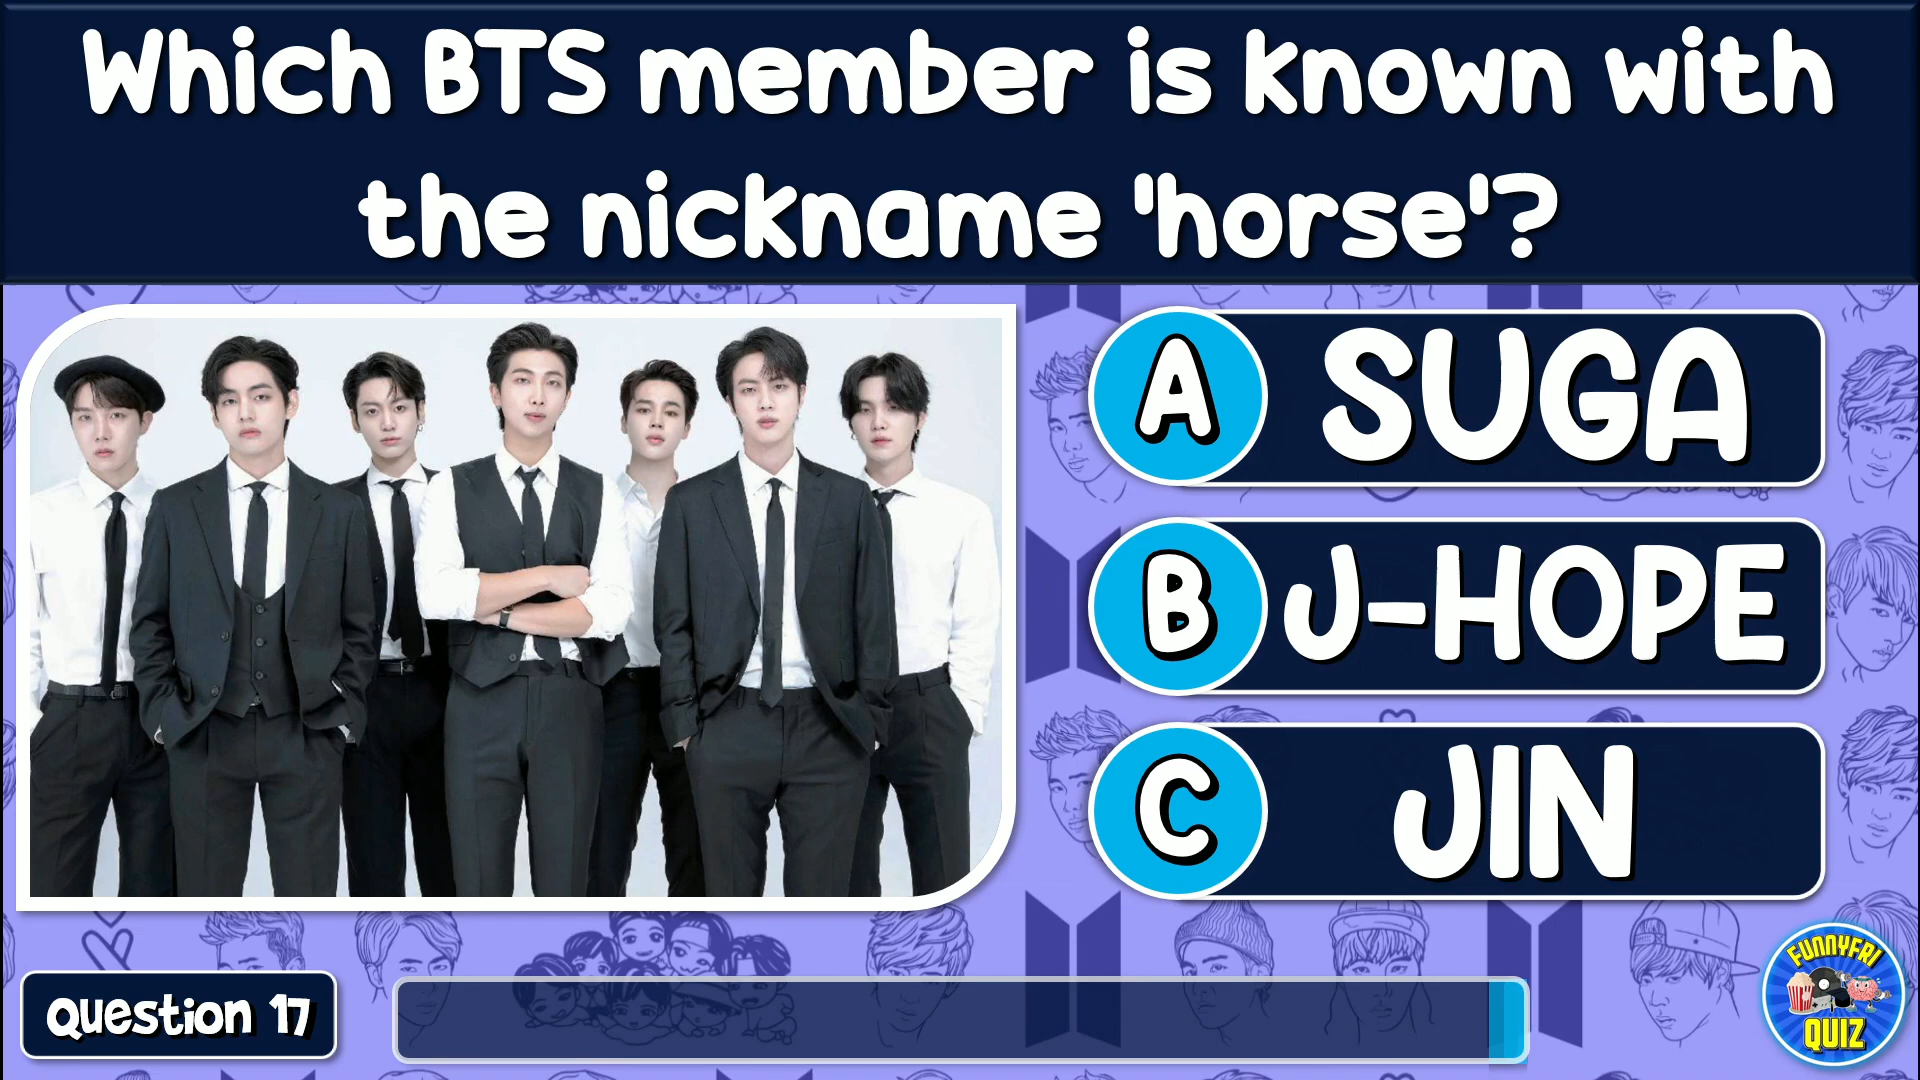 Which BTS member is known with
the nickname 'horse'?
A SUGA
B J-HOPE
C JIN
Question 17
FUNNYFRI
QUIZ